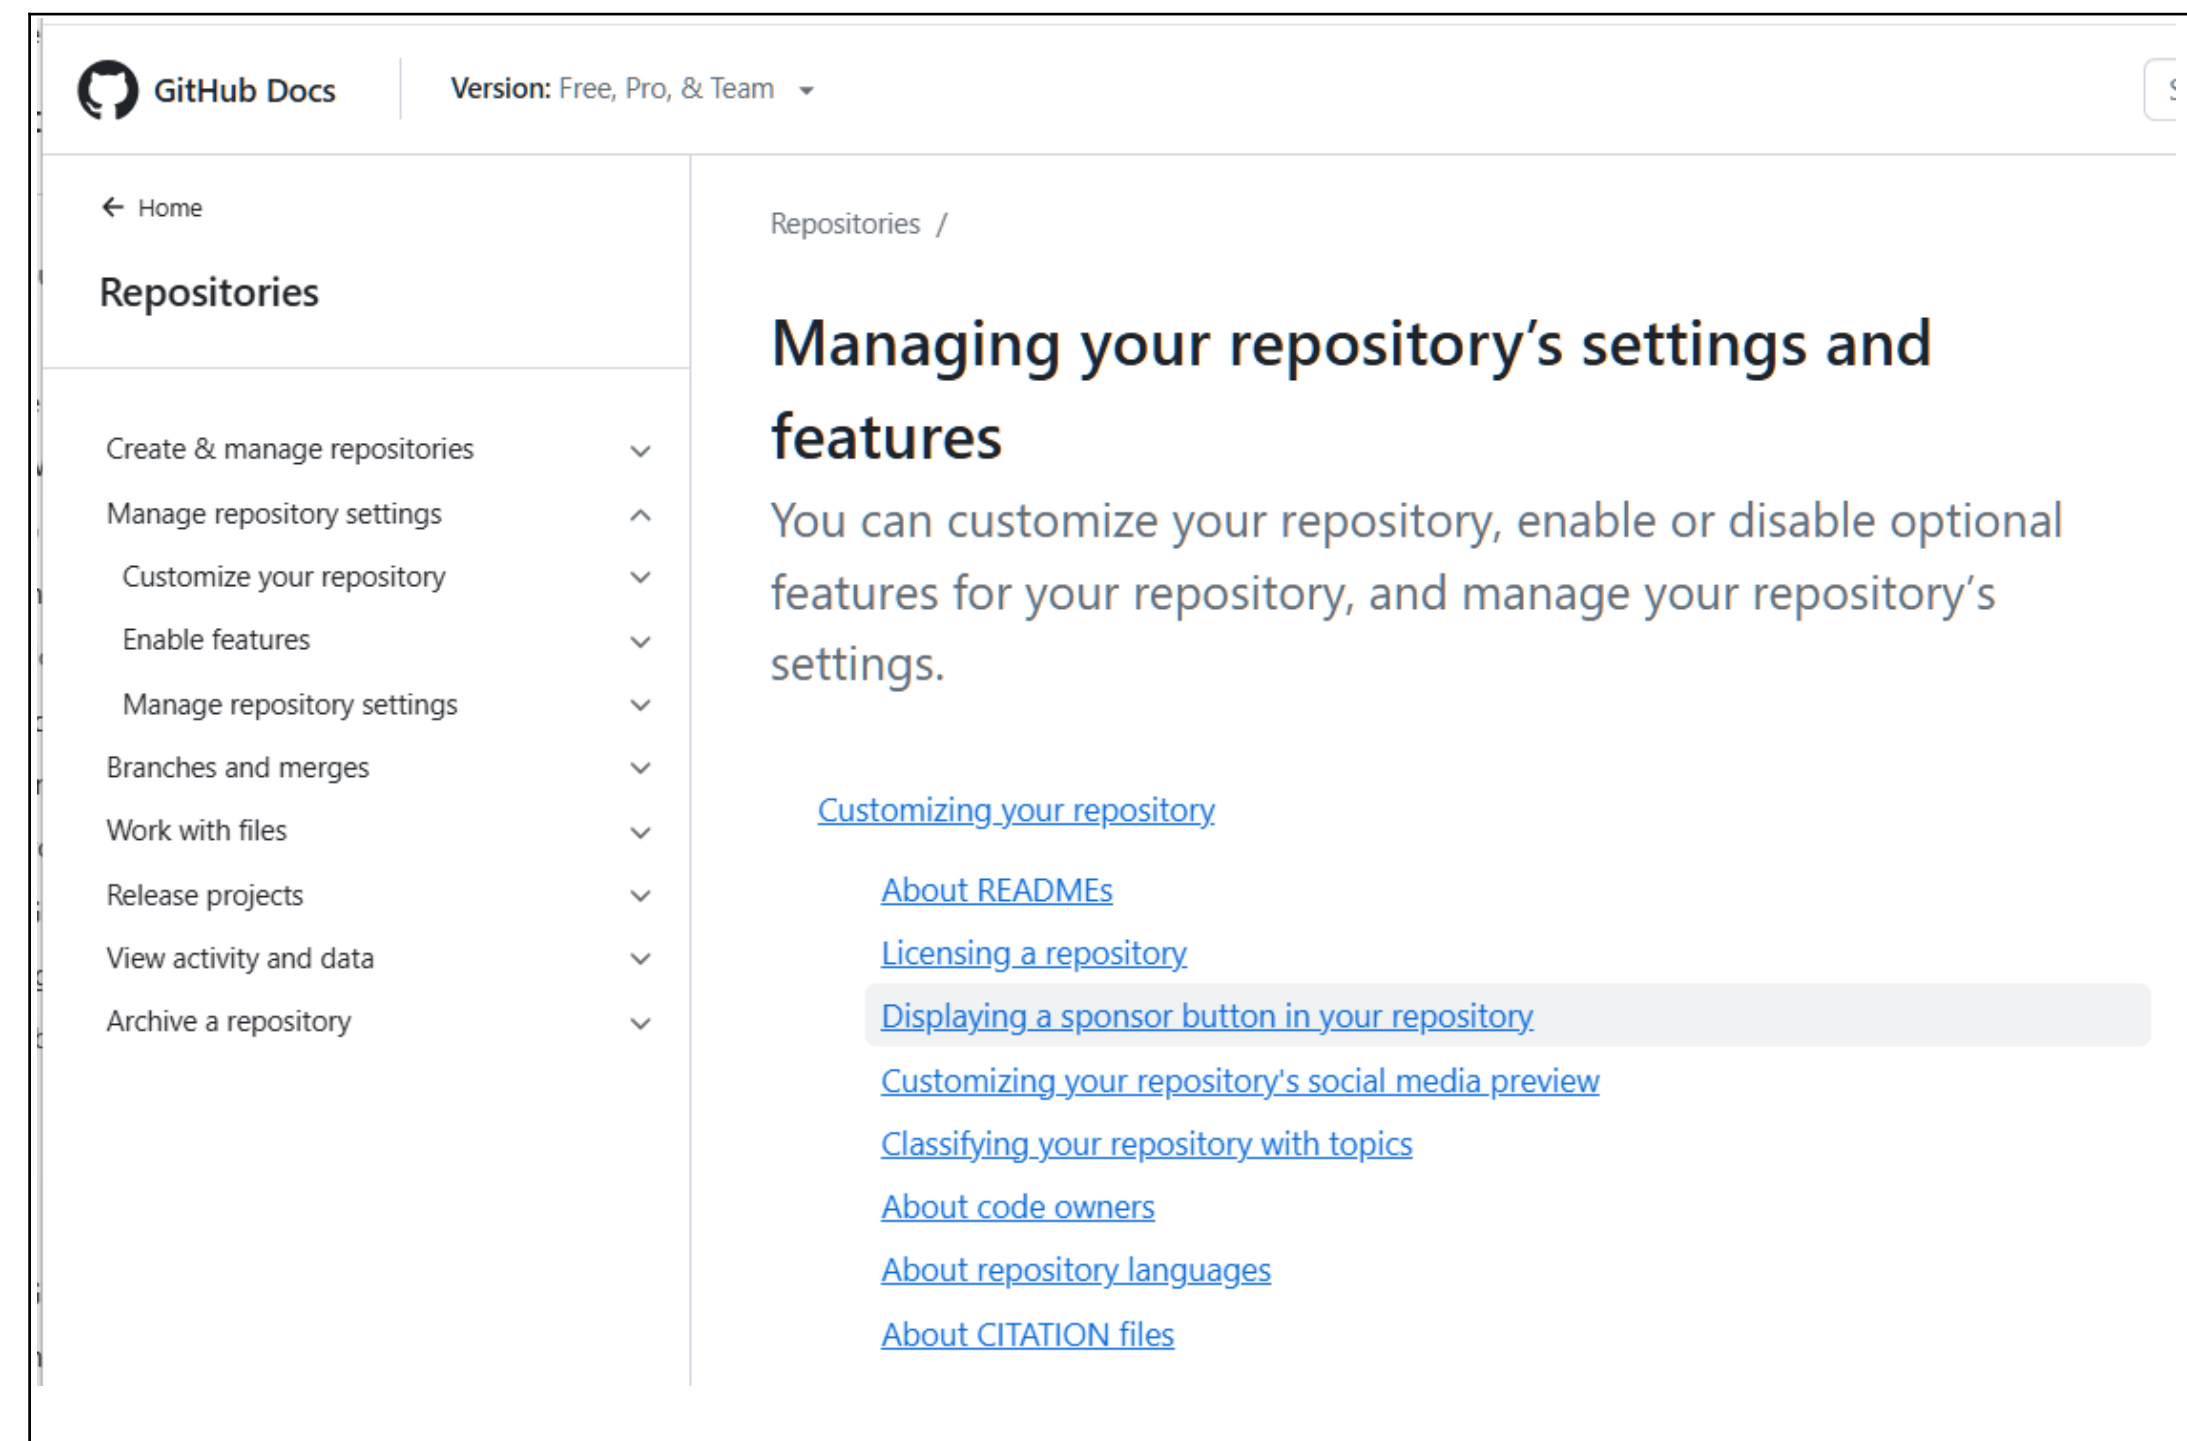 GitHub Docs
Version: Free, Pro, & Team
Home
Repositories
Create & manage repositories
Manage repository settings
Customize your repository
Enable features
Manage repository settings
Branches and merges
Work with files
Release projects
View activity and data
Archive a repository
Repositories /
Managing your repository’s settings and
features
You can customize your repository, enable or disable optional
features for your repository, and manage your repository’s
settings.
Customizing your repository
About READMEs
Licensing a repository
Displaying a sponsor button in your repository
Customizing your repository's social media preview
Classifying your repository with topics
About code owners
About repository languages
About CITATION files